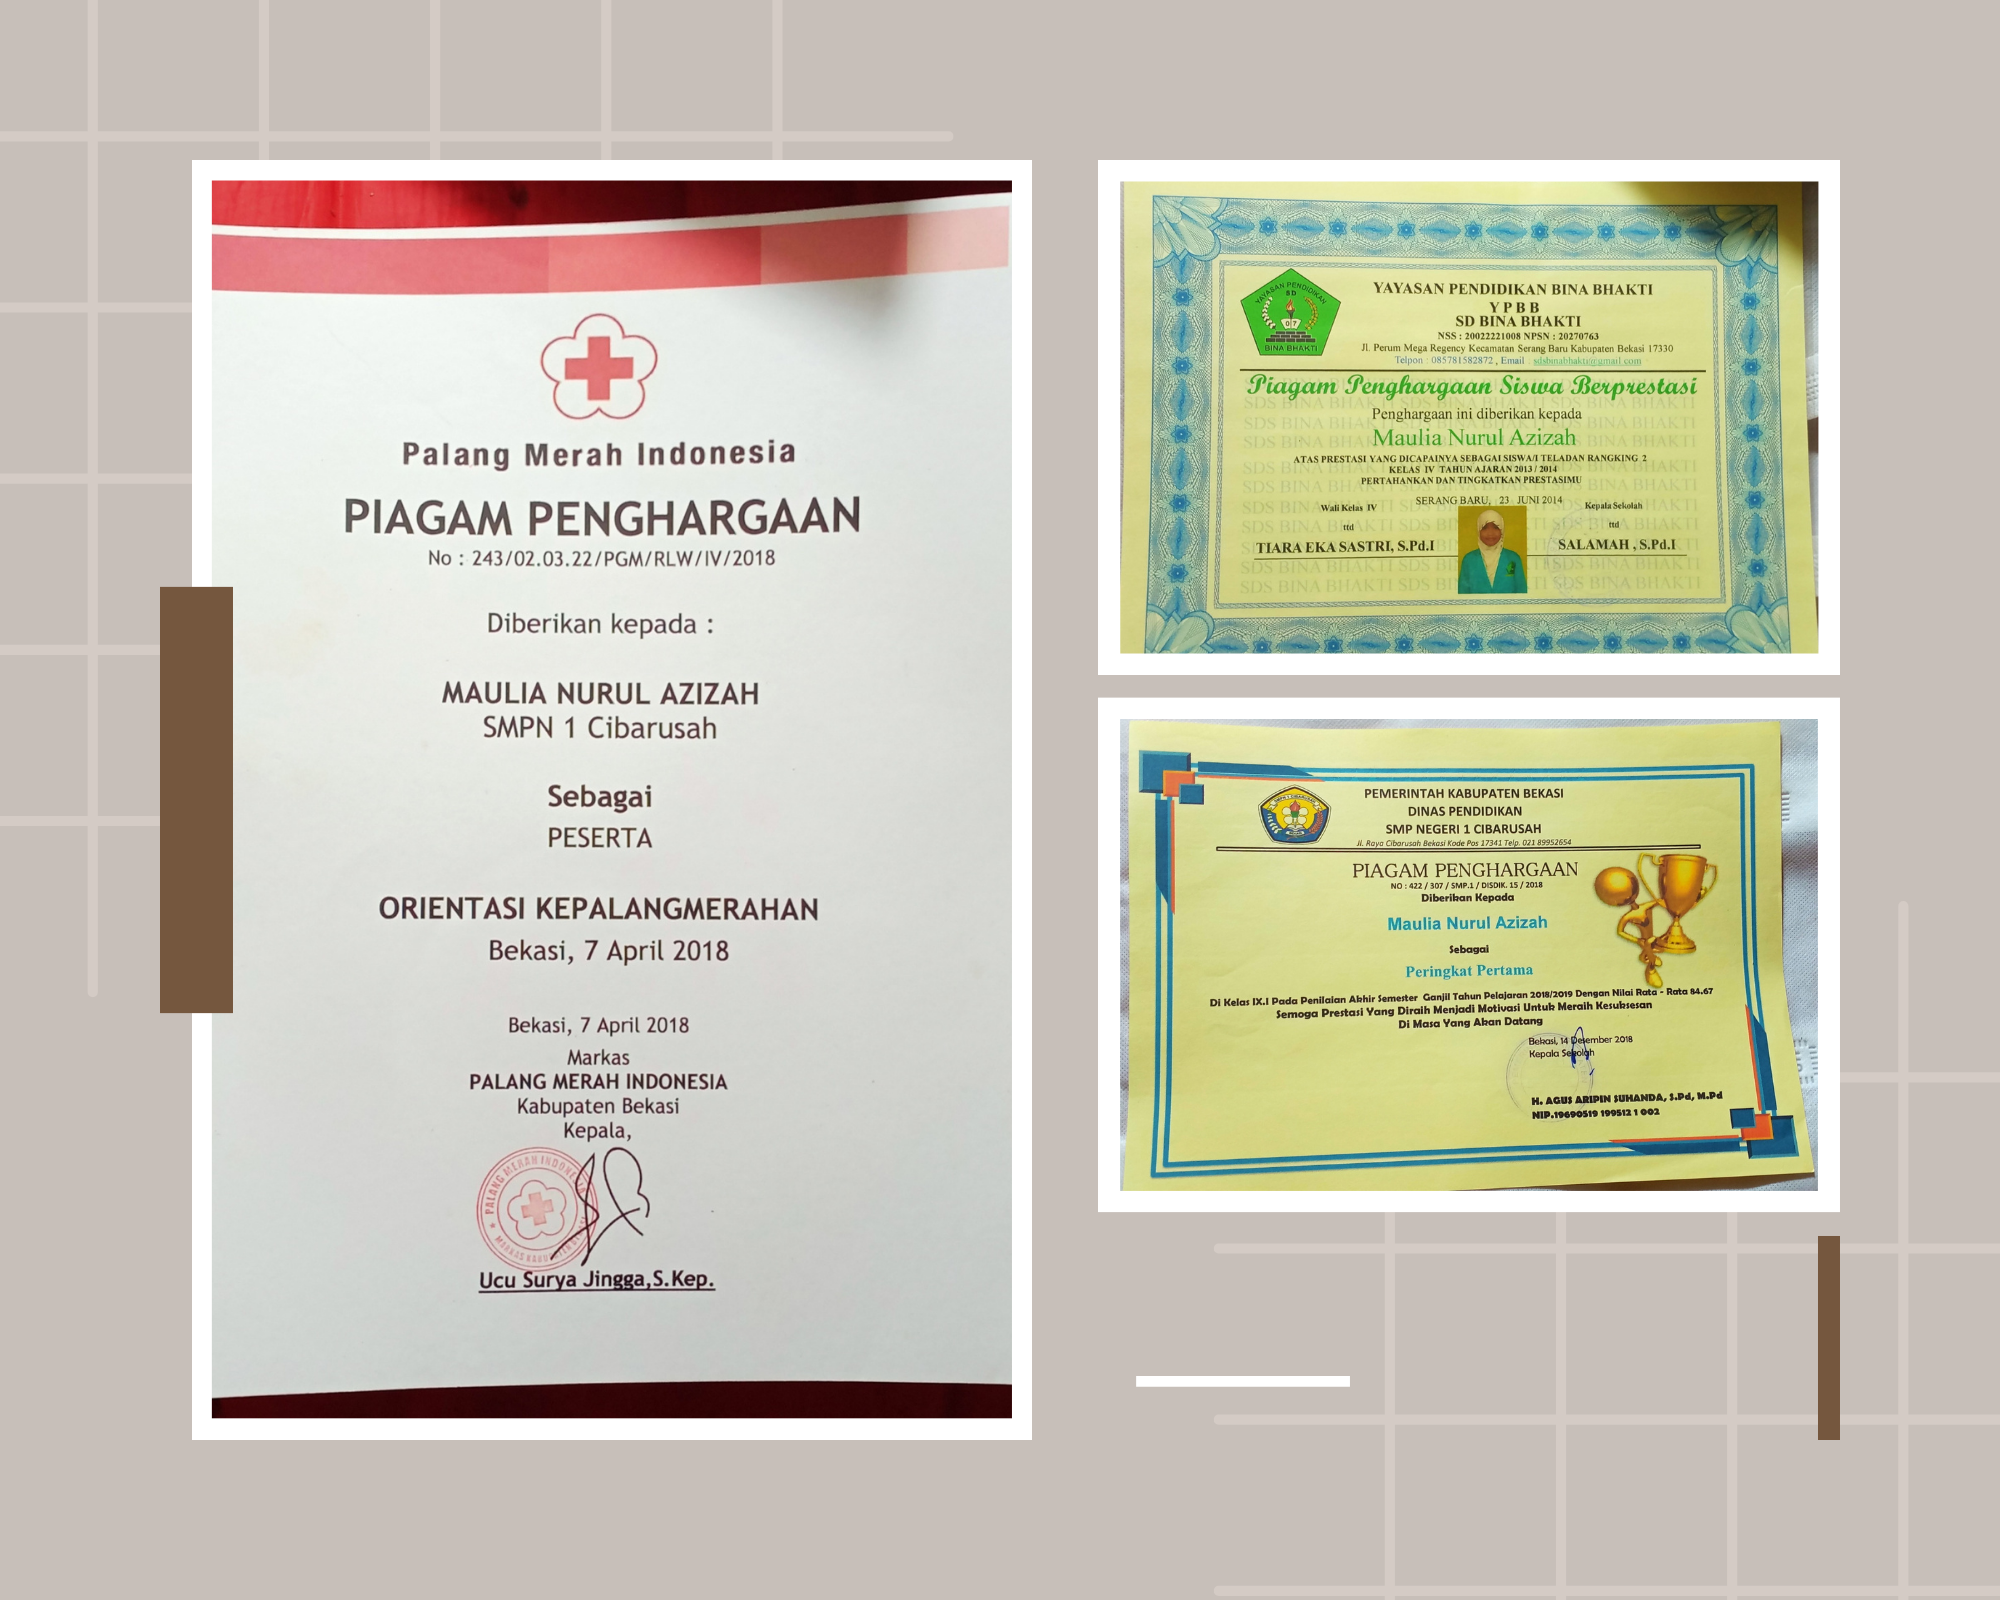 Palang Merah Indonesia
PIAGAM PENGHARGAAN
No : 243/02.03.22/PGM/RLW/IV/2018
Diberikan kepada :
MAULIA NURUL AZIZAH
SMPN 1 Cibarusah
Sebagai
PESERTA
ORIENTASI KEPALANGMERAHAN
Bekasi, 7 April 2018
Bekasi, 7 April 2018
Markas
PALANG MERAH INDONESIA
Kabupaten Bekasi
Kepala,
PALANG MERAH INDONESIA
Ucu Surya Jingga,S.Kep.
YAYASAN PENDIDIKAN
SD
07
BINA BHAKTI
YAYASAN PENDIDIKAN BINA BHAKTI
Y P B B
SD BINA BHAKTI
NSS : 20022221008 NPSN : 20270763
Jl. Perum Mega Regency Kecamatan Serang Baru Kabupaten Bekasi 17330
Telpon : 085781582872 , Email : sdsbinabhakti@gmail.com
Piagam Penghargaan Siswa Berprestasi
Penghargaan ini diberikan kepada
Maulia Nurul Azizah
ATAS PRESTASI YANG DICAPAINYA SEBAGAI SISWA/I TELADAN RANGKING 2
KELAS IV TAHUN AJARAN 2013 / 2014
PERTAHANKAN DAN TINGKATKAN PRESTASIMU
SERANG BARU, 23 JUNI 2014
Wali Kelas IV
Kepala Sekolah
ttd
ttd
TIARA EKA SASTRI, S.Pd.I
SALAMAH , S.Pd.I
PEMERINTAH KABUPATEN BEKASI
DINAS PENDIDIKAN
SMP NEGERI 1 CIBARUSAH
Jl. Raya Cibarusah Bekasi Kode Pos 17341 Telp. 021 89952654
PIAGAM PENGHARGAAN
NO : 422 / 307 / SMP.1 / DISDIK. 15 / 2018
Diberikan Kepada
Maulia Nurul Azizah
Sebagai
Peringkat Pertama
Di Kelas IX.I Pada Penilaian Akhir Semester Ganjil Tahun Pelajaran 2018/2019 Dengan Nilai Rata - Rata 84.67
Semoga Prestasi Yang Diraih Menjadi Motivasi Untuk Meraih Kesuksesan
Di Masa Yang Akan Datang
Bekasi, 14 Desember 2018
Kepala Sekolah
H. AGUS ARIPIN SUHANDA, S.Pd, M.Pd
NIP.19690519 199512 1 002